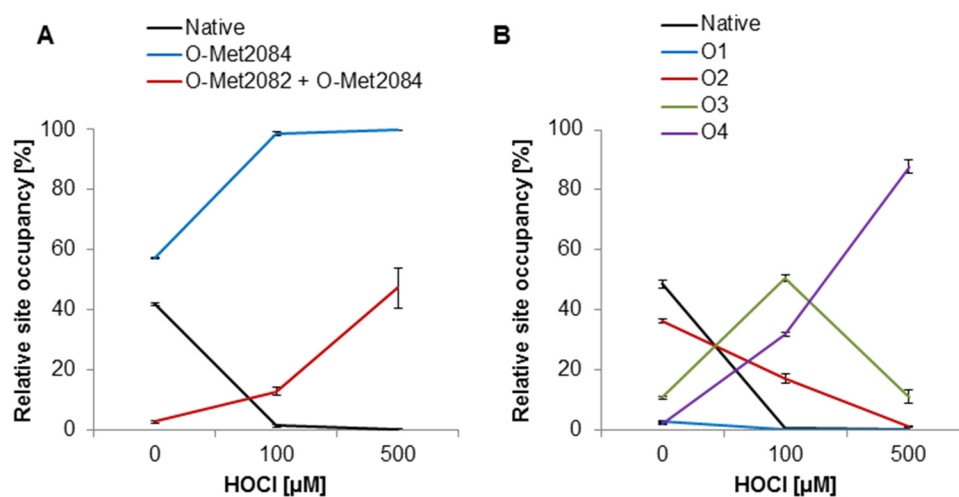 A
Native
O-Met2084
O-Met2082 + O-Met2084
Relative site occupancy [%]
100
80
60
40
20
0
0
100
500
HOCl [µM]
B
Native
O1
O2
O3
O4
Relative site occupancy [%]
100
80
60
40
20
0
0
100
500
HOCl [µM]